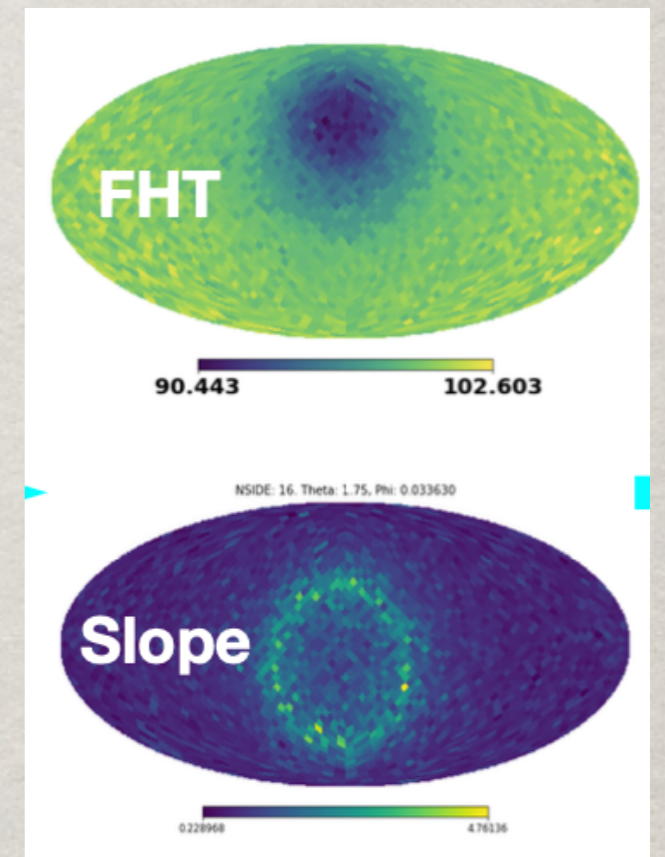 FHT
90.443 102.603
NSIDE: 16. Theta: 1.75, Phi: 0.033630
Slope
0.228968 4.76136